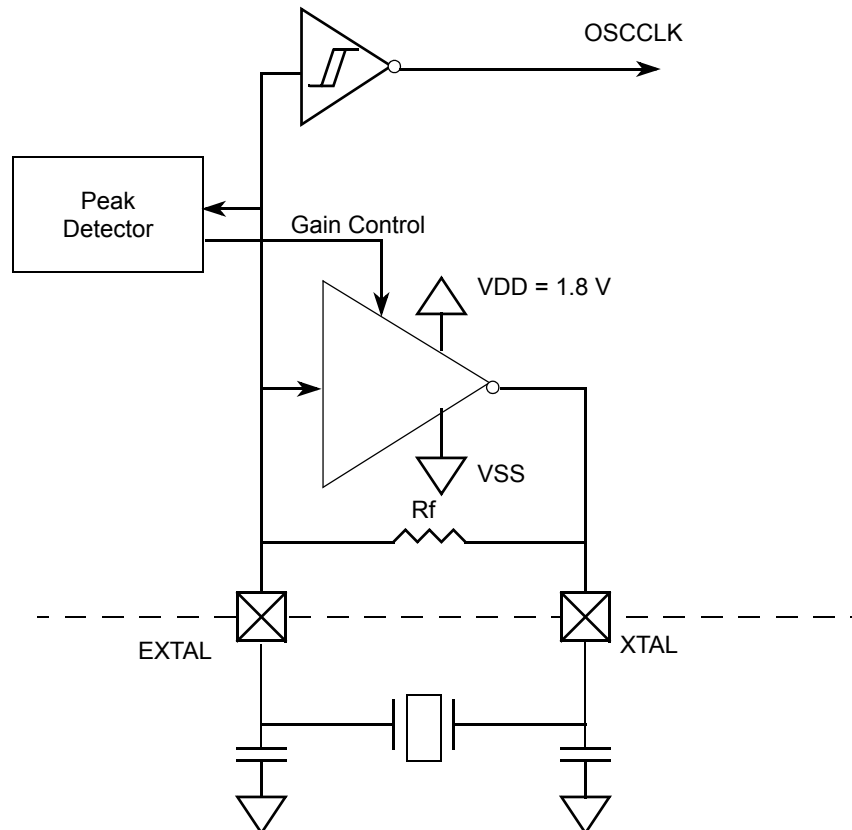 OSCCLK
Peak
Detector
Gain Control
VDD = 1.8 V
VSS
Rf
EXTAL
XTAL